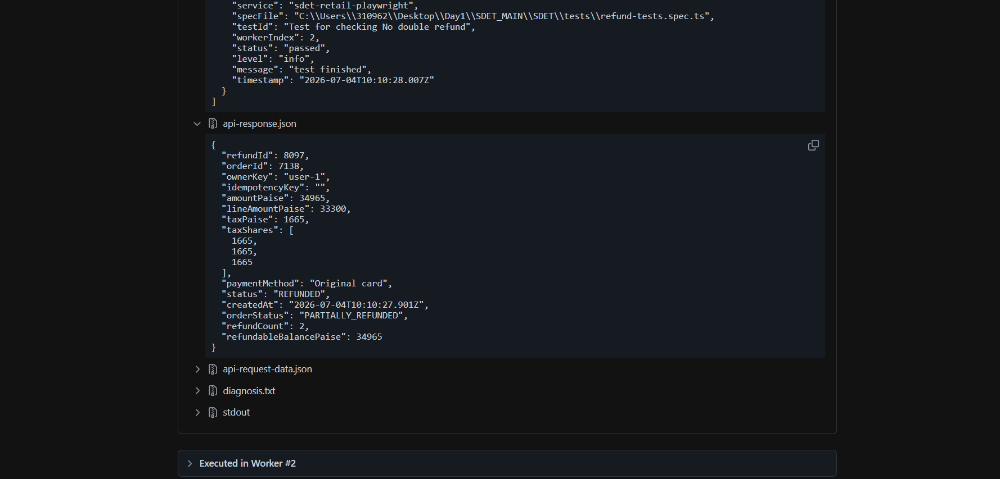 "service": "sdet-retail-playwright",
"specFile": "C:\\Users\\310962\\Desktop\\Day1\\SDET_MAIN\\SDET\\tests\\refund-tests.spec.ts",
"testId": "Test for checking No double refund",
"workerIndex": 2,
"status": "passed",
"level": "info",
"message": "test finished",
"timestamp": "2026-07-04T10:10:28.007Z"
}
]
api-response.json
{
"refundId": 8097,
"orderId": 7138,
"ownerKey": "user-1",
"idempotencyKey": "",
"amountPaise": 34965,
"lineAmountPaise": 33300,
"taxPaise": 1665,
"taxShares": [
1665,
1665,
1665
],
"paymentMethod": "Original card",
"status": "REFUNDED",
"createdAt": "2026-07-04T10:10:27.901Z",
"orderStatus": "PARTIALLY_REFUNDED",
"refundCount": 2,
"refundableBalancePaise": 34965
}
api-request-data.json
diagnosis.txt
stdout
Executed in Worker #2